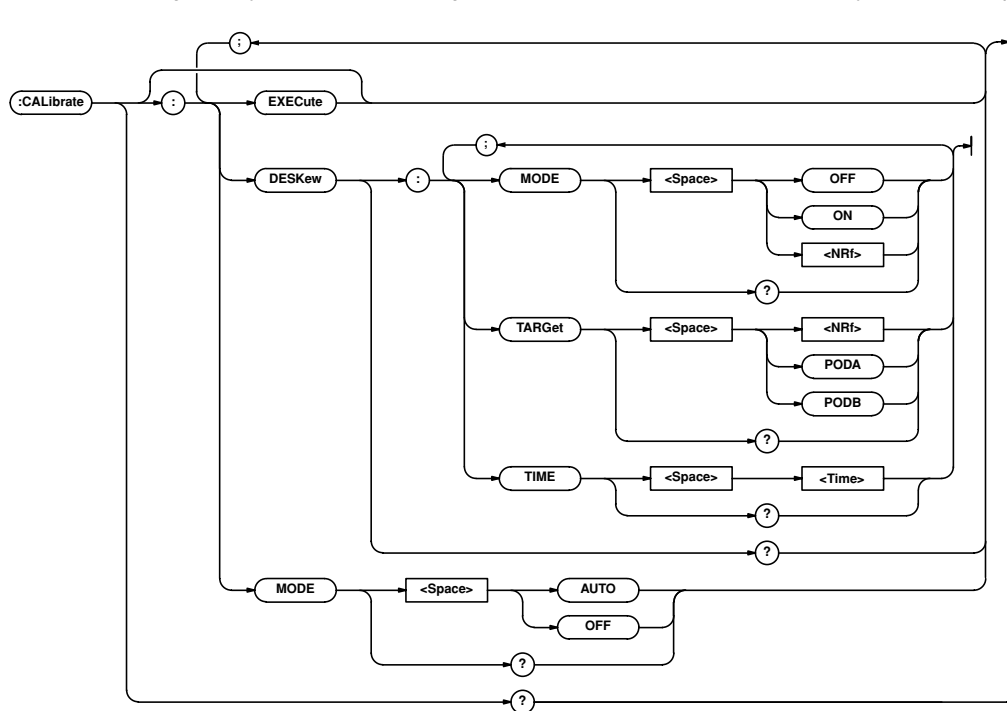 ;
:CALibrate
:
EXECute
;
DESKew
:
MODE
<Space>
OFF
ON
<NRf>
?
TARGet
<Space>
<NRf>
PODA
PODB
?
TIME
<Space>
<Time>
?
?
MODE
<Space>
AUTO
OFF
?
?